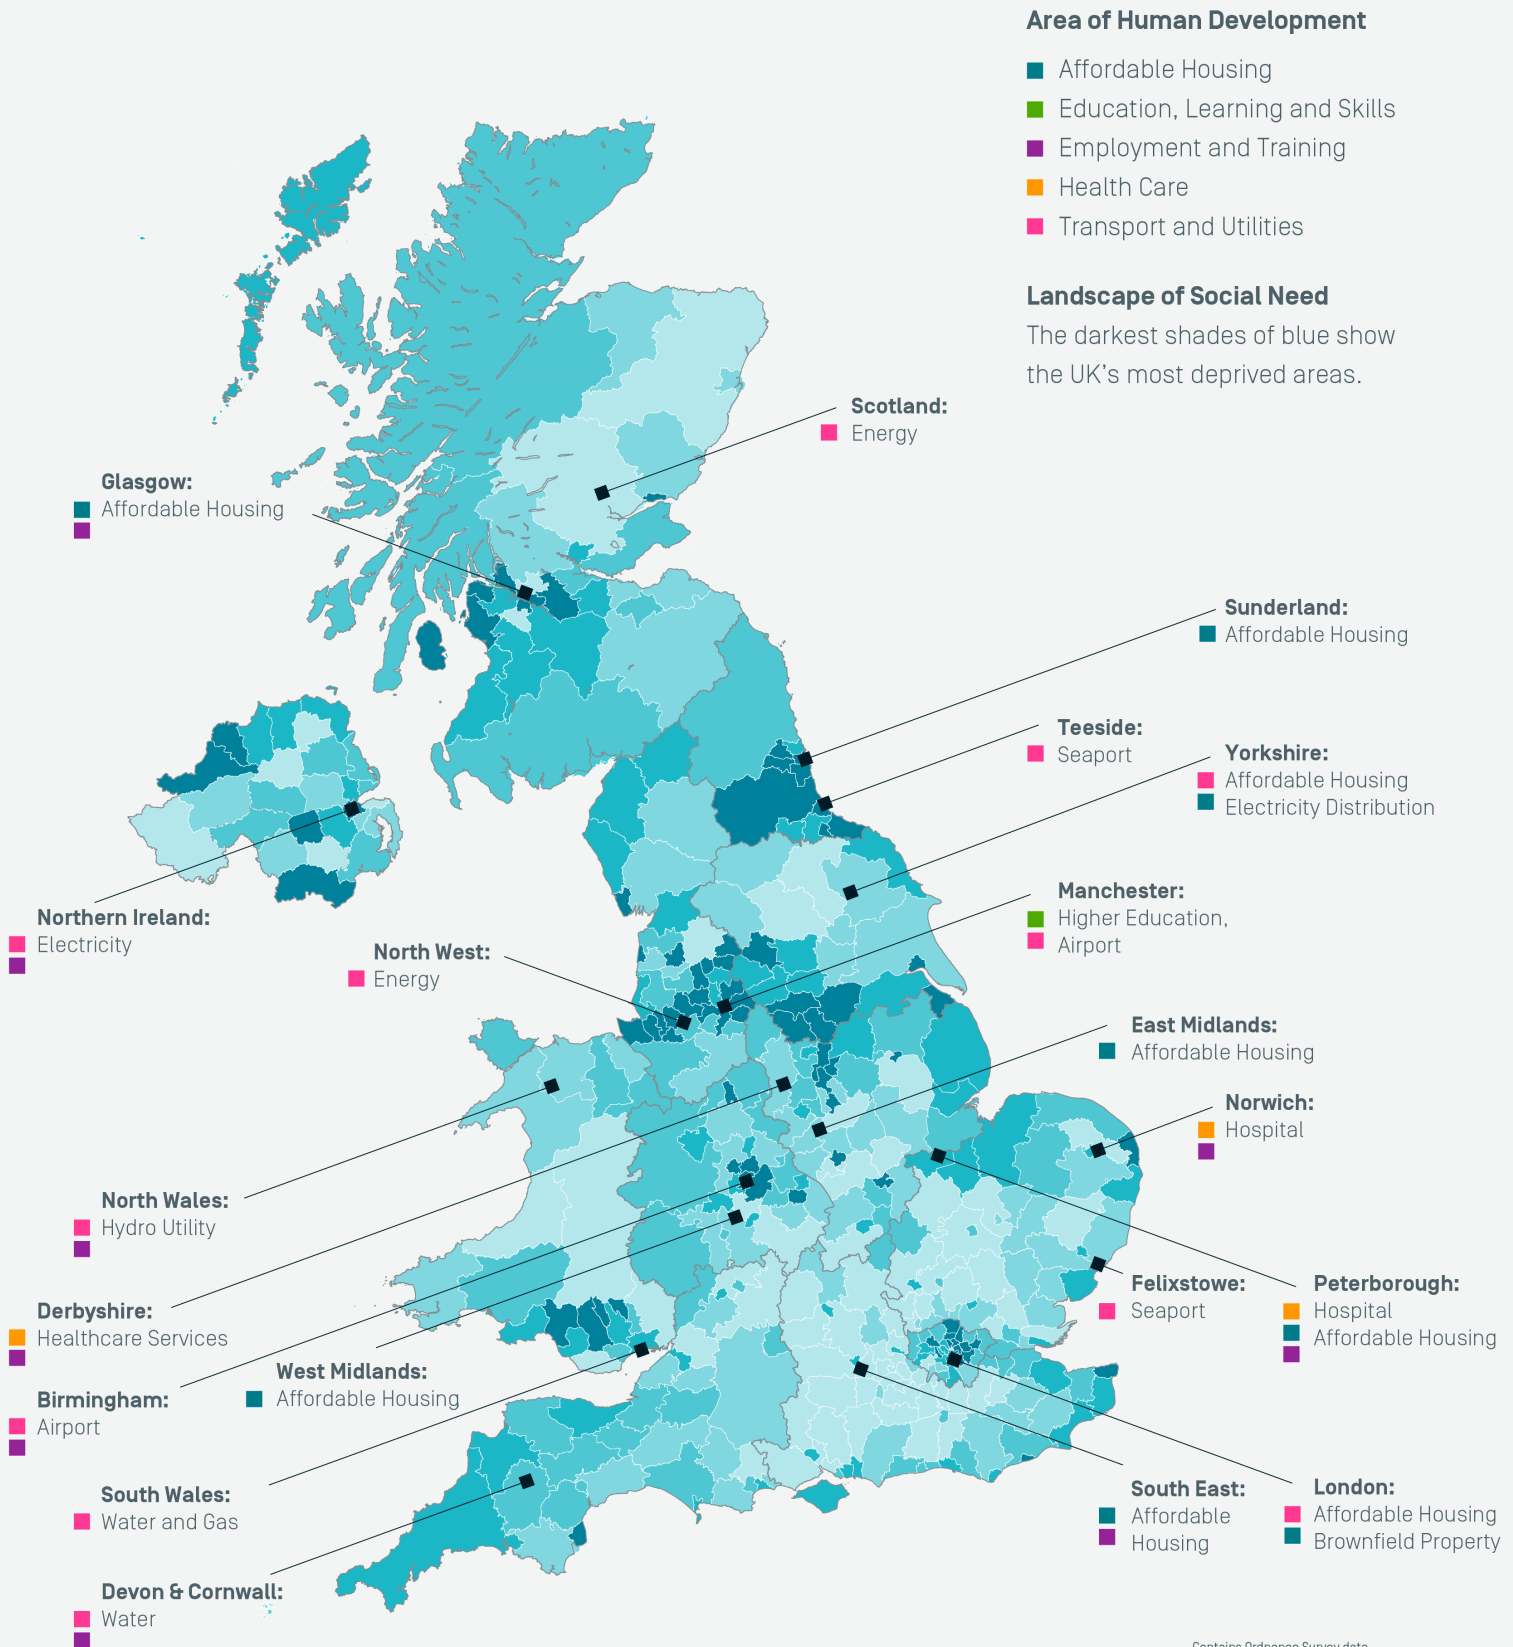 Area of Human Development
Affordable Housing
Education, Learning and Skills
Employment and Training
Health Care
Transport and Utilities
Landscape of Social Need
The darkest shades of blue show
the UK's most deprived areas.
Scotland:
Energy
Glasgow:
Affordable Housing
Sunderland:
Affordable Housing
Teeside:
Seaport
Yorkshire:
Affordable Housing
Electricity Distribution
Manchester:
Higher Education,
Airport
Northern Ireland:
Electricity
North West:
Energy
East Midlands:
Affordable Housing
Norwich:
Hospital
North Wales:
Hydro Utility
Felixstowe:
Seaport
Peterborough:
Hospital
Affordable Housing
Derbyshire:
Healthcare Services
West Midlands:
Affordable Housing
Birmingham:
Airport
South Wales:
Water and Gas
South East:
Affordable
Housing
London:
Affordable Housing
Brownfield Property
Devon & Cornwall:
Water
Contains Ordnance Survey data